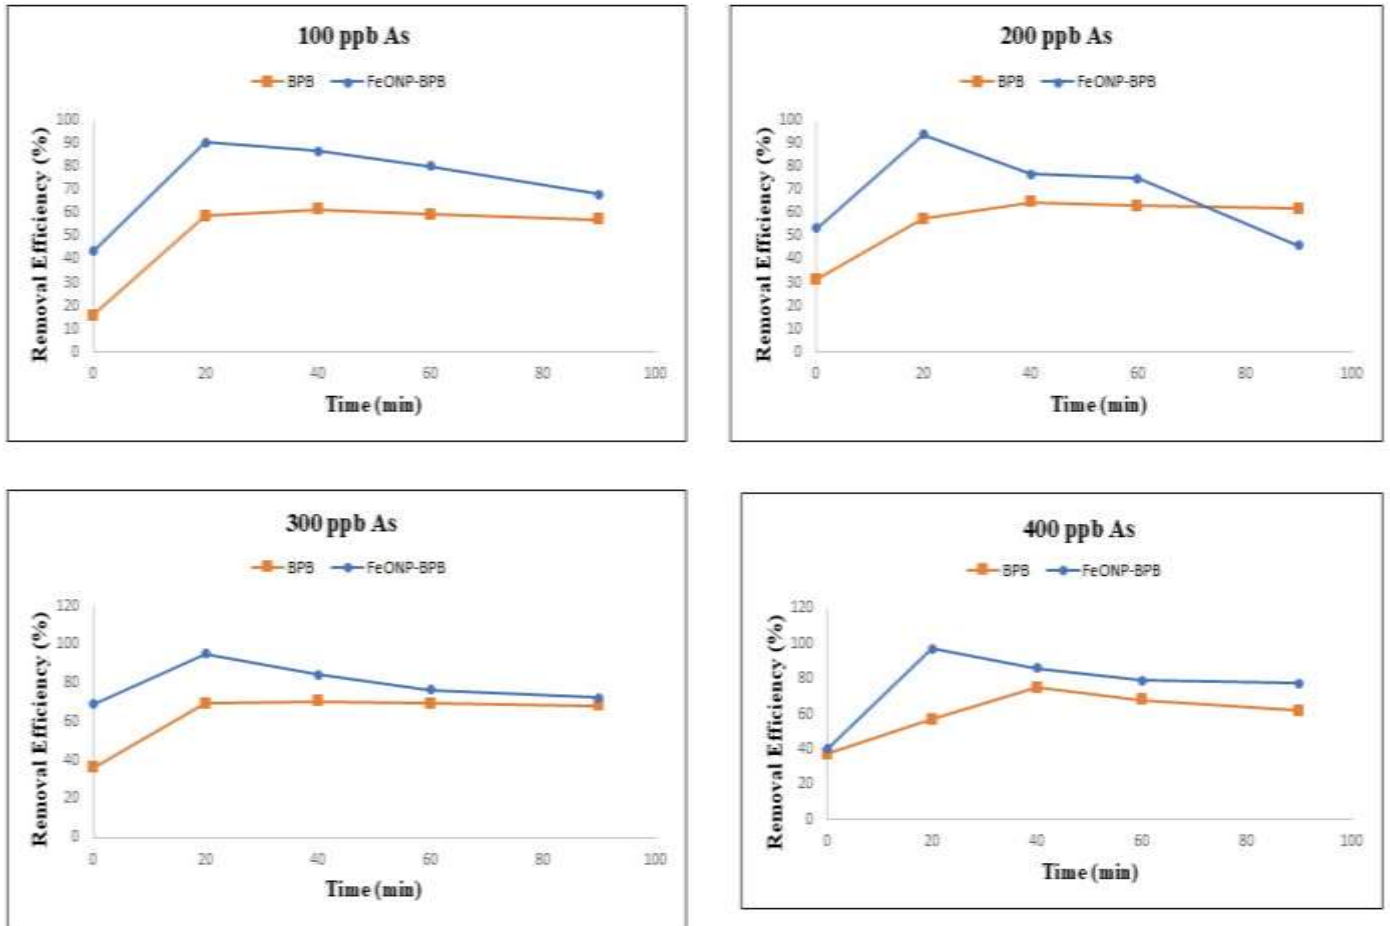 100 ppb As
BPB FeONP-BPB
Removal Efficiency (%)
100
90
80
70
60
50
40
30
20
10
0
0 20 40 60 80 100
Time (min)
200 ppb As
BPB FeONP-BPB
Removal Efficiency (%)
100
90
80
70
60
50
40
30
20
10
0
0 20 40 60 80 100
Time (min)
300 ppb As
BPB FeONP-BPB
Removal Efficiency (%)
120
100
80
60
40
20
0
0 20 40 60 80 100
Time (min)
400 ppb As
BPB FeONP-BPB
Removal Efficiency (%)
120
100
80
60
40
20
0
0 20 40 60 80 100
Time (min)